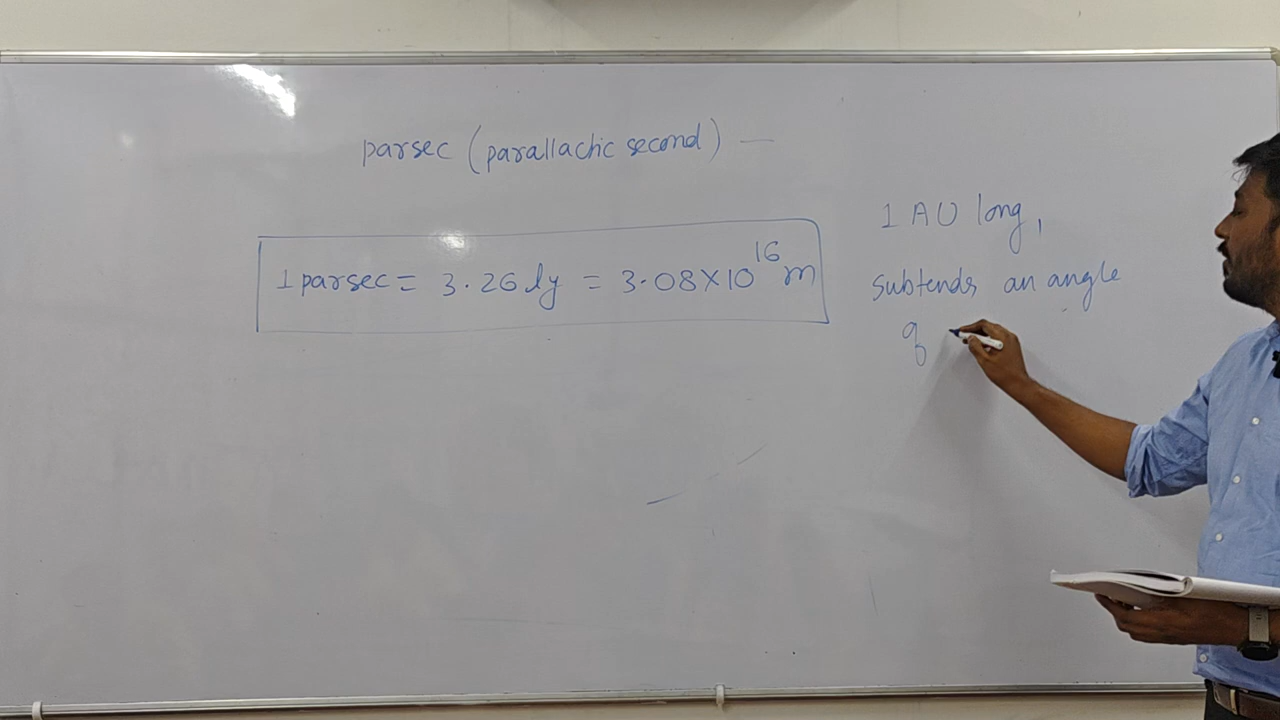 parsec (parallactic second) —
1 parsec = 3.26 ly = 3.08 × 10^16 m
1 AU long,
subtends an angle
of